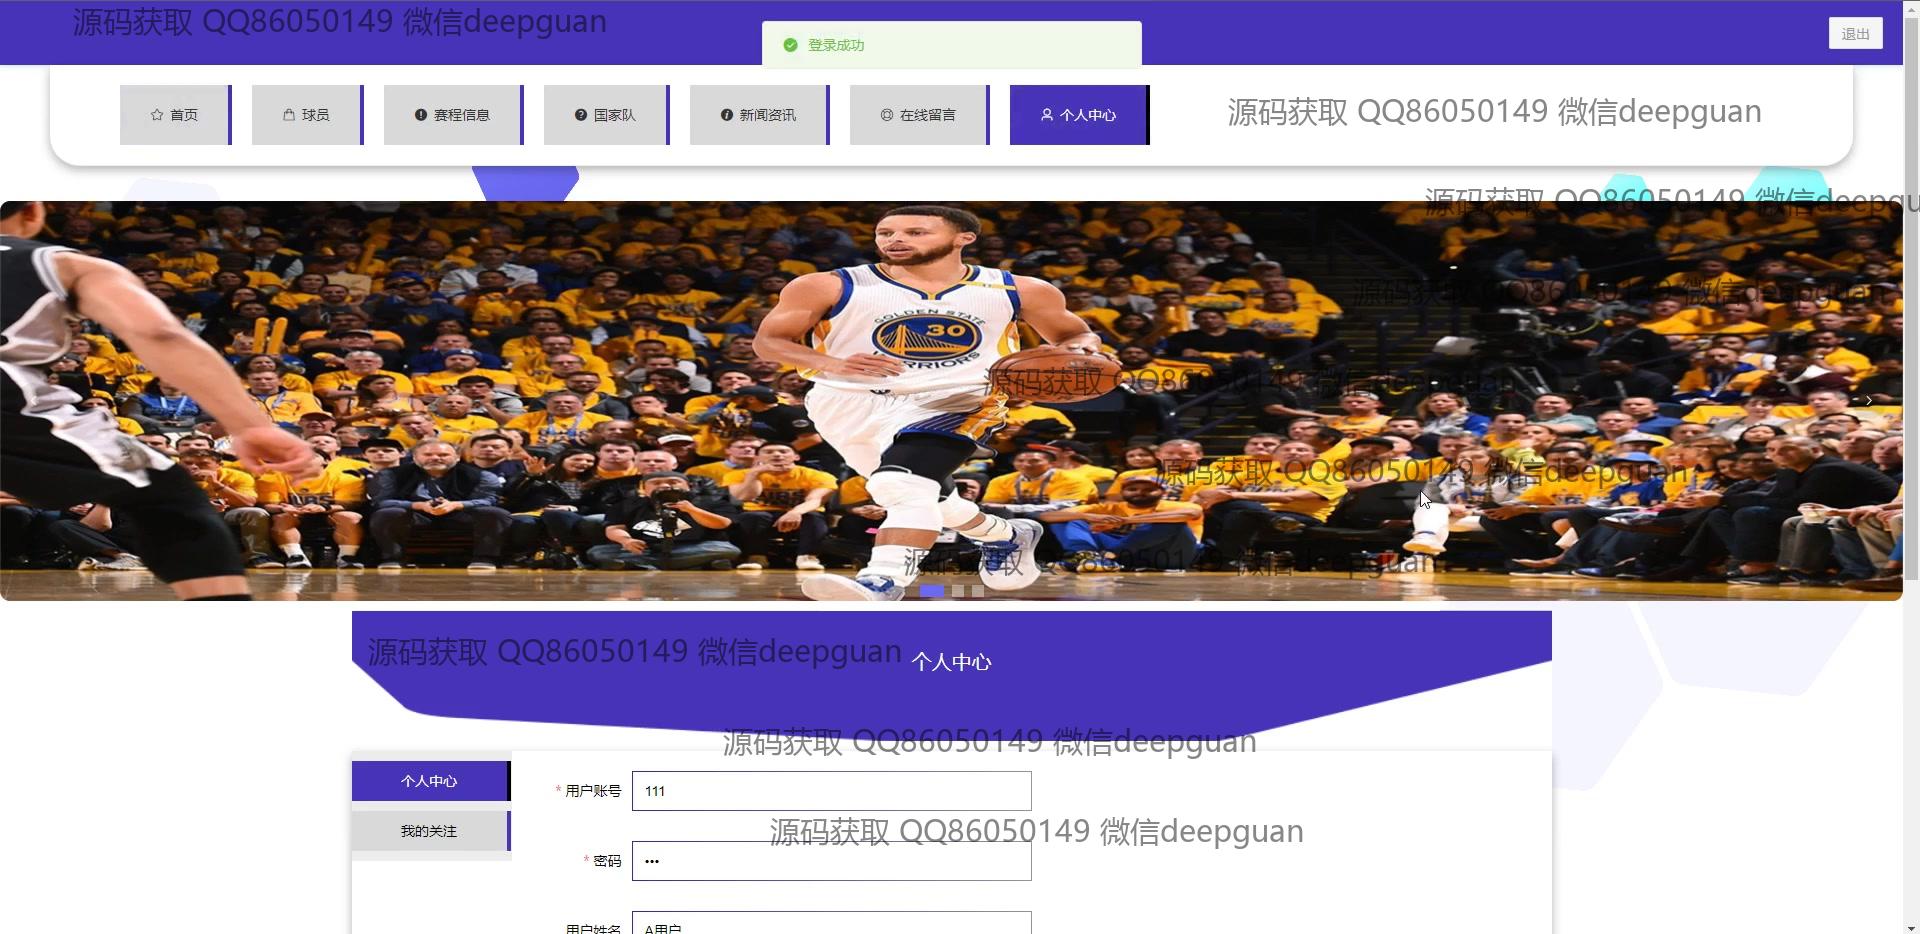 源码获取 QQ86050149 微信deepguan
登录成功
退出
首页
球员
赛程信息
国家队
新闻资讯
在线留言
个人中心
源码获取 QQ86050149 微信deepguan
源码获取 QQ86050149 微信deepgu
源码获取 QQ86050149 微信deepguan
GOLDEN STATE
30
WARRIORS
源码获取 QQ86050149 微信deepguan
源码获取 QQ86050149 微信deepguan
源码获取 QQ86050149 微信deepguan
源码获取 QQ86050149 微信deepguan
个人中心
源码获取 QQ86050149 微信deepguan
个人中心
* 用户账号
111
源码获取 QQ86050149 微信deepguan
我的关注
* 密码
•••
用户姓名
A用户